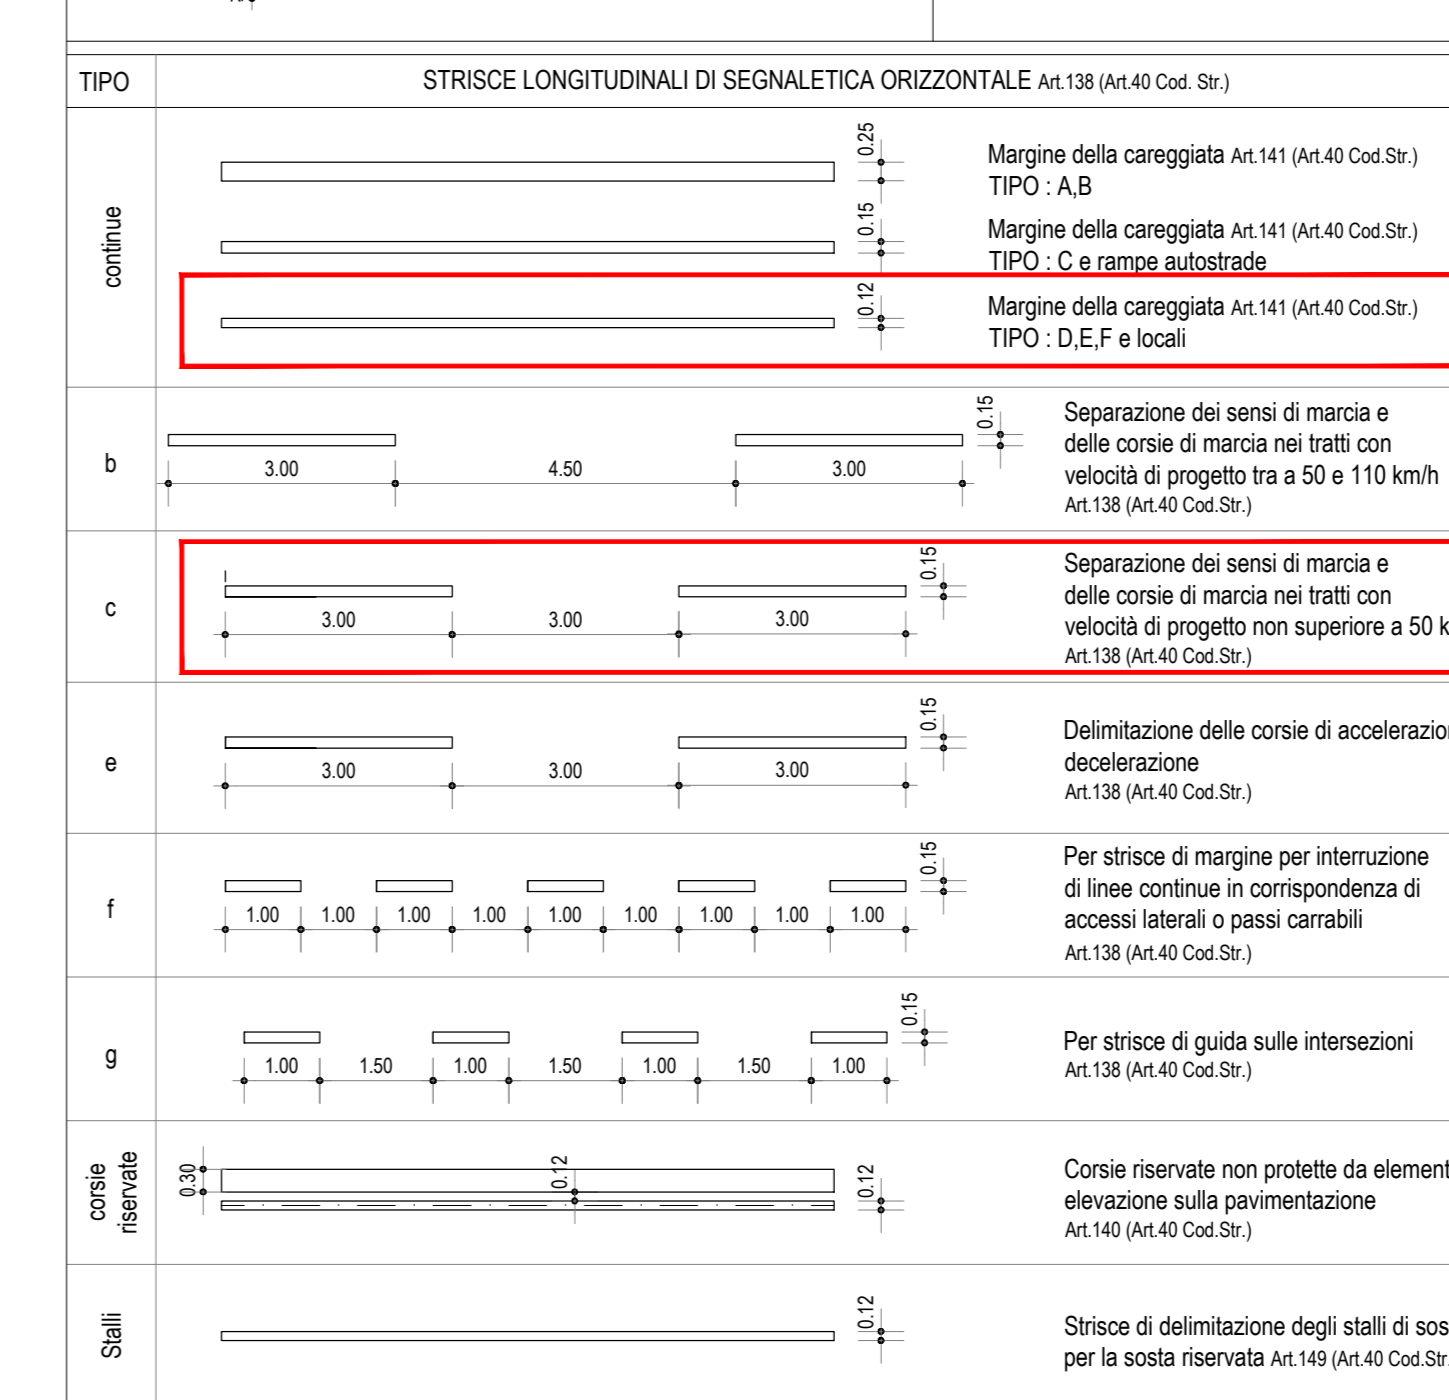 TIPO STRISCE LONGITUDINALI DI SEGNALETICA ORIZZONTALE Art.138 (Art.40 Cod. Str.)
continue
0.25
Margine della careggiata Art.141 (Art.40 Cod.Str.)
TIPO : A,B
0.15
Margine della careggiata Art.141 (Art.40 Cod.Str.)
TIPO : C e rampe autostrade
0.12
Margine della careggiata Art.141 (Art.40 Cod.Str.)
TIPO : D,E,F e locali
b
3.00 4.50 3.00
0.15
Separazione dei sensi di marcia e
delle corsie di marcia nei tratti con
velocità di progetto tra a 50 e 110 km/h
Art.138 (Art.40 Cod.Str.)
c
3.00 3.00 3.00
0.15
Separazione dei sensi di marcia e
delle corsie di marcia nei tratti con
velocità di progetto non superiore a 50 k
Art.138 (Art.40 Cod.Str.)
e
3.00 3.00 3.00
0.15
Delimitazione delle corsie di accelerazio
decelerazione
Art.138 (Art.40 Cod.Str.)
f
1.00 1.00 1.00 1.00 1.00 1.00 1.00 1.00 1.00
0.15
Per strisce di margine per interruzione
di linee continue in corrispondenza di
accessi laterali o passi carrabili
Art.138 (Art.40 Cod.Str.)
g
1.00 1.50 1.00 1.50 1.00 1.50 1.00
0.15
Per strisce di guida sulle intersezioni
Art.138 (Art.40 Cod.Str.)
corsie
riservate
0.30
0.12
0.12
Corsie riservate non protette da element
elevazione sulla pavimentazione
Art.140 (Art.40 Cod.Str.)
Stalli
0.12
Strisce di delimitazione degli stalli di sos
per la sosta riservata Art.149 (Art.40 Cod.Str.